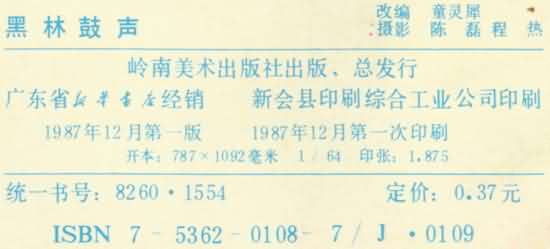 黑林鼓声
改编 童灵犀
摄影 陈磊 程热
岭南美术出版社出版、总发行
广东省新华书店经销 新会县印刷综合工业公司印刷
1987年12月第一版 1987年12月第一次印刷
开本：787×1092毫米 1/64 印张：1.875
统一书号：8260·1554 定价：0.37元
ISBN 7-5362-0108-7/J·0109